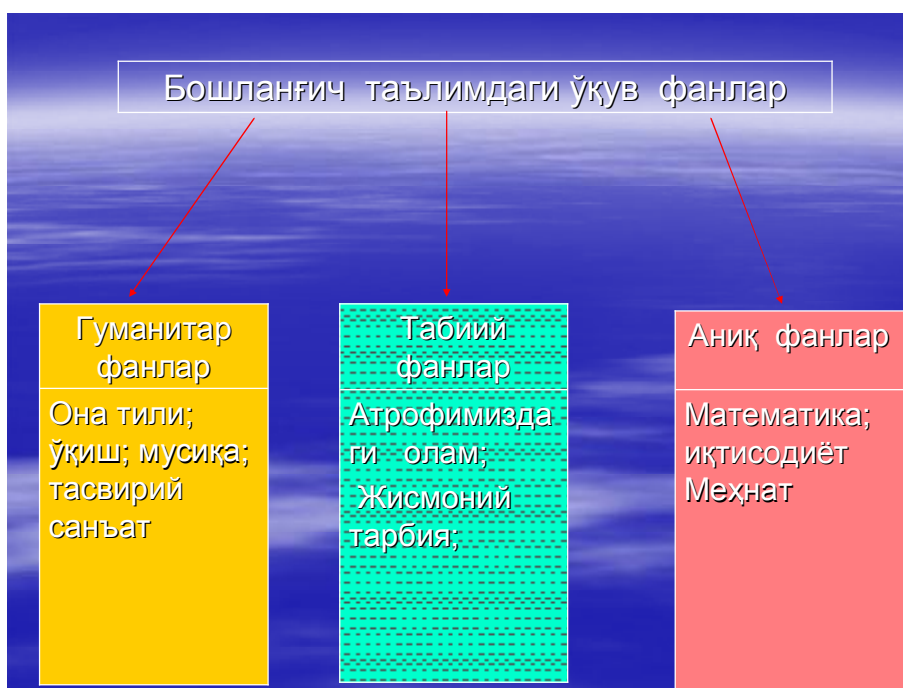 Бошланғич таълимдаги ўқув фанлар
Гуманитар
фанлар
Она тили;
ўқиш; мусиқа;
тасвирий
санъат
Табиий
фанлар
Атрофимизда
ги олам;
Жисмоний
тарбия;
Аниқ фанлар
Математика;
иқтисодиёт
Меҳнат